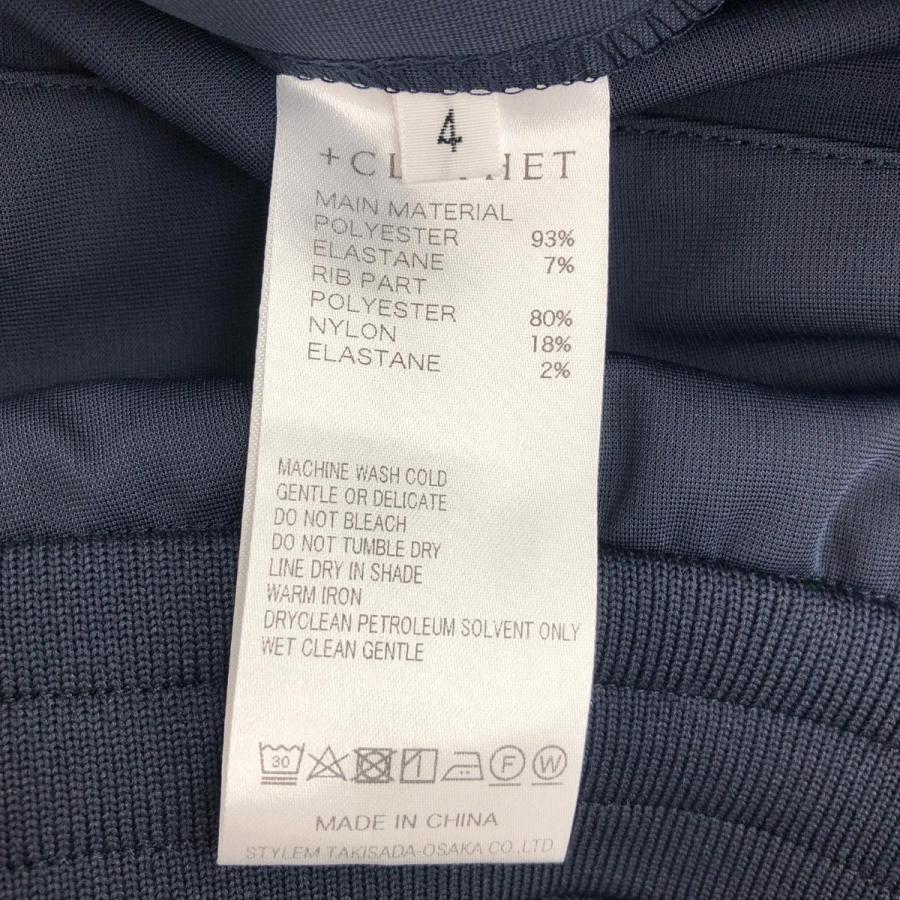 4
MAIN MATERIAL
POLYESTER 93%
ELASTANE 7%
RIB PART
POLYESTER 80%
NYLON 18%
ELASTANE 2%
MACHINE WASH COLD
GENTLE OR DELICATE
DO NOT BLEACH
DO NOT TUMBLE DRY
LINE DRY IN SHADE
WARM IRON
DRYCLEAN PETROLEUM SOLVENT ONLY
WET CLEAN GENTLE
30 F W
MADE IN CHINA
STYLEM TAKISADA-OSAKA CO.,LTD.